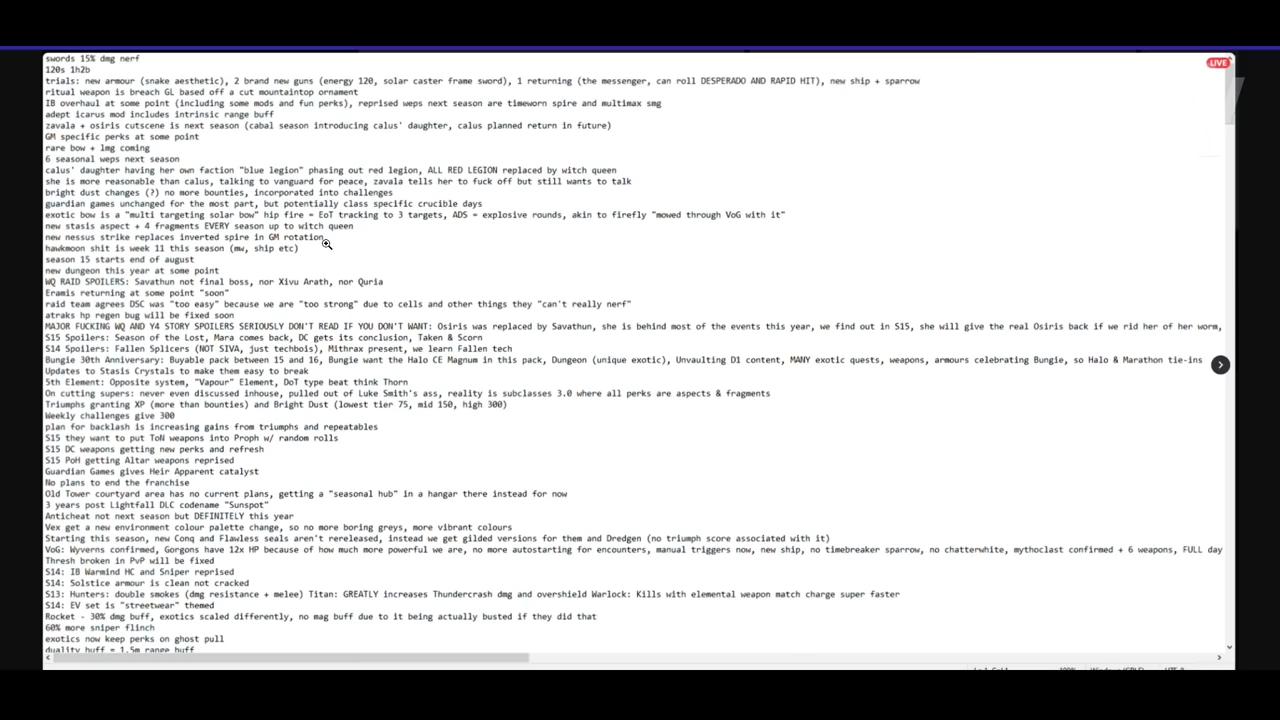 swords 15% dmg nerf
120s 1h2b
trials: new armour (snake aesthetic), 2 brand new guns (energy 120, solar caster frame sword), 1 returning (the messenger, can roll DESPERADO AND RAPID HIT), new ship + sparrow
ritual weapon is breach GL based off a cut mountaintop ornament
IB overhaul at some point (including some mods and fun perks), reprised weps next season are timeworn spire and multimax smg
adept icarus mod includes intrinsic range buff
zavala + osiris cutscene is next season (cabal season introducing calus' daughter, calus planned return in future)
GM specific perks at some point
rare bow + lmg coming
6 seasonal weps next season
calus' daughter having her own faction "blue legion" phasing out red legion, ALL RED LEGION replaced by witch queen
she is more reasonable than calus, talking to vanguard for peace, zavala tells her to fuck off but still wants to talk
bright dust changes (?) no more bounties, incorporated into challenges
guardian games unchanged for the most part, but potentially class specific crucible days
exotic bow is a "multi targeting solar bow" hip fire = EoT tracking to 3 targets, ADS = explosive rounds, akin to firefly "mowed through VoG with it"
new stasis aspect + 4 fragments EVERY season up to witch queen
new nessus strike replaces inverted spire in GM rotation
hawkmoon shit is week 11 this season (mw, ship etc)
season 15 starts end of august
new dungeon this year at some point
WQ RAID SPOILERS: Savathun not final boss, nor Xivu Arath, nor Quria
Eramis returning at some point "soon"
raid team agrees DSC was "too easy" because we are "too strong" due to cells and other things they "can't really nerf"
atraks hp regen bug will be fixed soon
MAJOR FUCKING WQ AND Y4 STORY SPOILERS SERIOUSLY DON'T READ IF YOU DON'T WANT: Osiris was replaced by Savathun, she is behind most of the events this year, we find out in S15, she will give the real Osiris back if we rid her of her worm,
S15 Spoilers: Season of the Lost, Mara comes back, DC gets its conclusion, Taken & Scorn
S14 Spoilers: Fallen Splicers (NOT SIVA, just techbois), Mithrax present, we learn Fallen tech
Bungie 30th Anniversary: Buyable pack between 15 and 16, Bungie want the Halo CE Magnum in this pack, Dungeon (unique exotic), Unvaulting D1 content, MANY exotic quests, weapons, armours celebrating Bungie, so Halo & Marathon tie-ins
Updates to Stasis Crystals to make them easy to break
5th Element: Opposite system, "Vapour" Element, DoT type beat think Thorn
On cutting supers: never even discussed inhouse, pulled out of Luke Smith's ass, reality is subclasses 3.0 where all perks are aspects & fragments
Triumphs granting XP (more than bounties) and Bright Dust (lowest tier 75, mid 150, high 300)
Weekly challenges give 300
plan for backlash is increasing gains from triumphs and repeatables
S15 they want to put ToN weapons into Proph w/ random rolls
S15 DC weapons getting new perks and refresh
S15 PoH getting Altar weapons reprised
Guardian Games gives Heir Apparent catalyst
No plans to end the franchise
Old Tower courtyard area has no current plans, getting a "seasonal hub" in a hangar there instead for now
3 years post Lightfall DLC codename "Sunspot"
Anticheat not next season but DEFINITELY this year
Vex get a new environment colour palette change, so no more boring greys, more vibrant colours
Starting this season, new Conq and Flawless seals aren't rereleased, instead we get gilded versions for them and Dredgen (no triumph score associated with it)
VoG: Wyverns confirmed, Gorgons have 12x HP because of how much more powerful we are, no more autostarting for encounters, manual triggers now, new ship, no timebreaker sparrow, no chatterwhite, mythoclast confirmed + 6 weapons, FULL day
Thresh broken in PvP will be fixed
S14: IB Warmind HC and Sniper reprised
S14: Solstice armour is clean not cracked
S13: Hunters: double smokes (dmg resistance + melee) Titan: GREATLY increases Thundercrash dmg and overshield Warlock: Kills with elemental weapon match charge super faster
S14: EV set is "streetwear" themed
Rocket - 30% dmg buff, exotics scaled differently, no mag buff due to it being actually busted if they did that
60% more sniper flinch
exotics now keep perks on ghost pull
duality buff = 1.5m range buff
LIVE